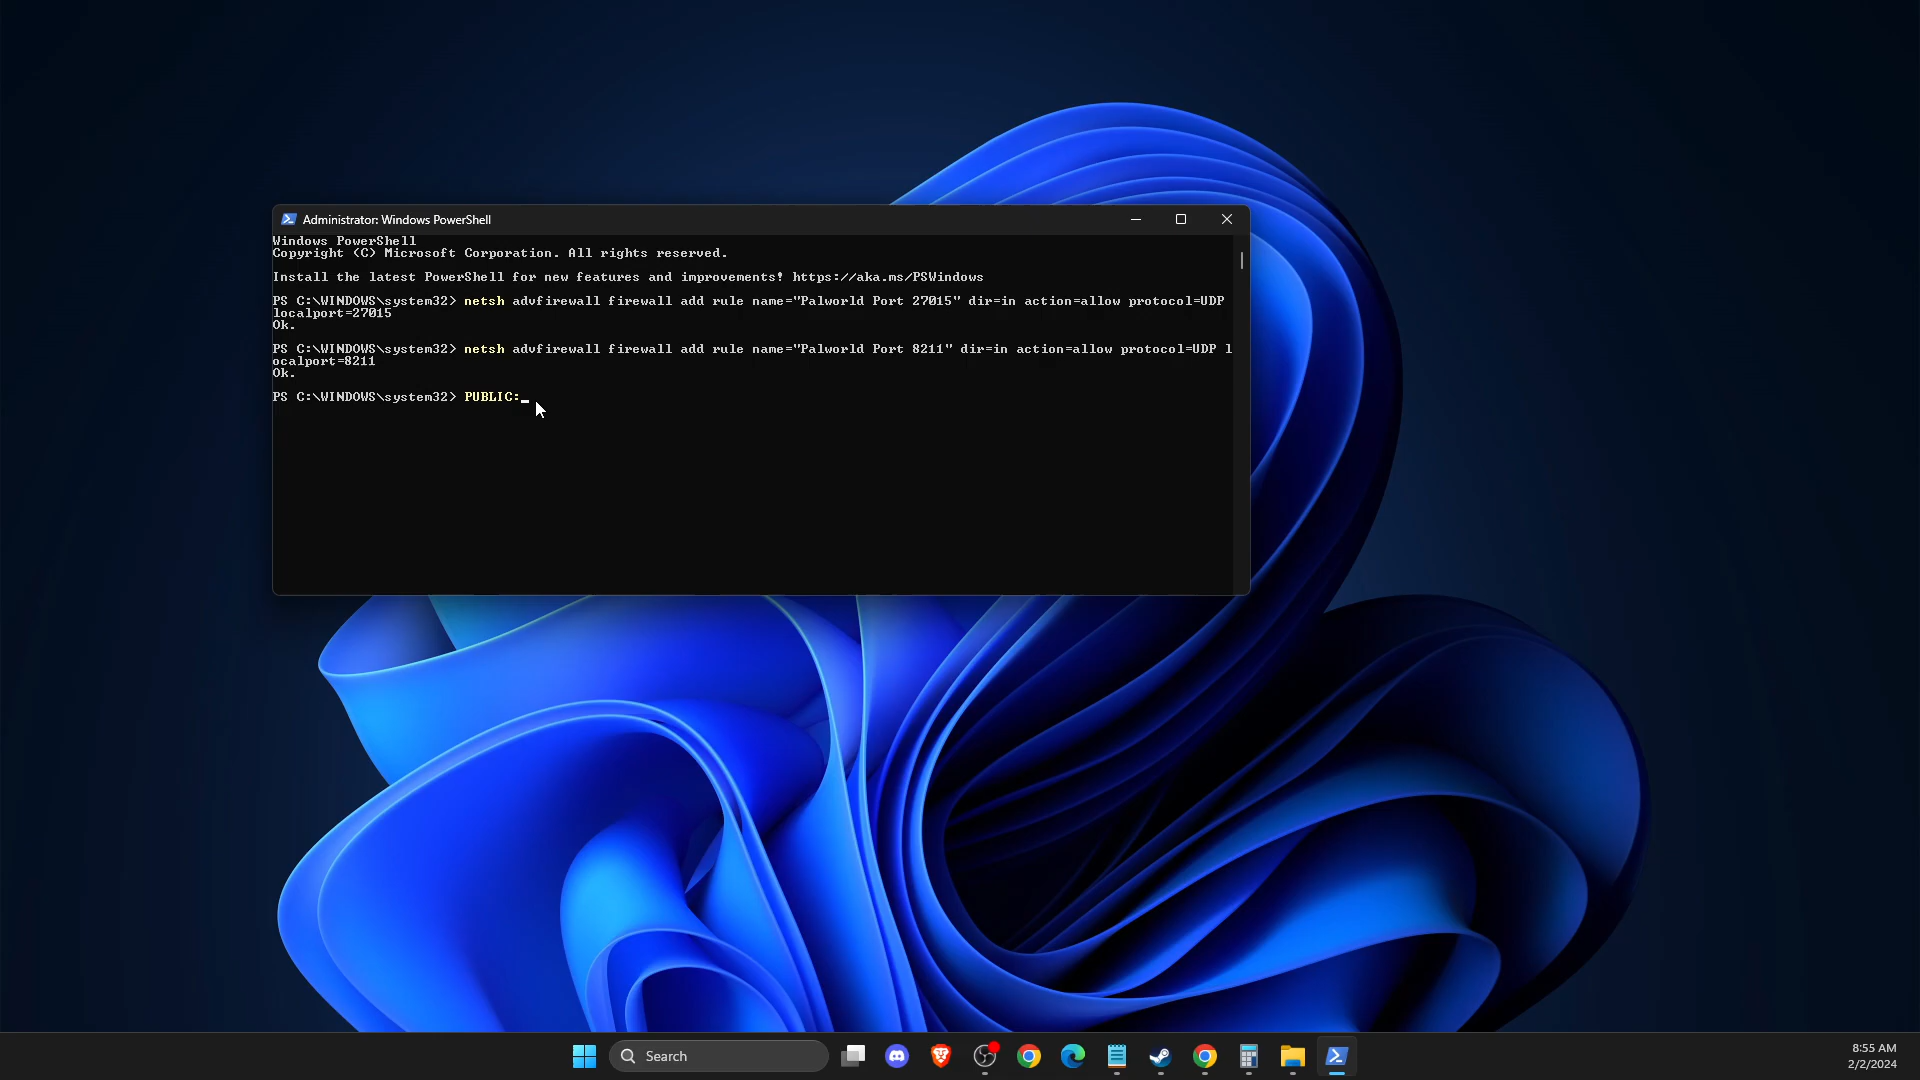 Administrator: Windows PowerShell
Windows PowerShell
Copyright (C) Microsoft Corporation. All rights reserved.
Install the latest PowerShell for new features and improvements! https://aka.ms/PSWindows
PS C:\WINDOWS\system32> netsh advfirewall firewall add rule name="Palworld Port 27015" dir=in action=allow protocol=UDP
localport=27015
Ok.
PS C:\WINDOWS\system32> netsh advfirewall firewall add rule name="Palworld Port 8211" dir=in action=allow protocol=UDP l
ocalport=8211
Ok.
PS C:\WINDOWS\system32> PUBLIC:_
Search
8:55 AM
2/2/2024